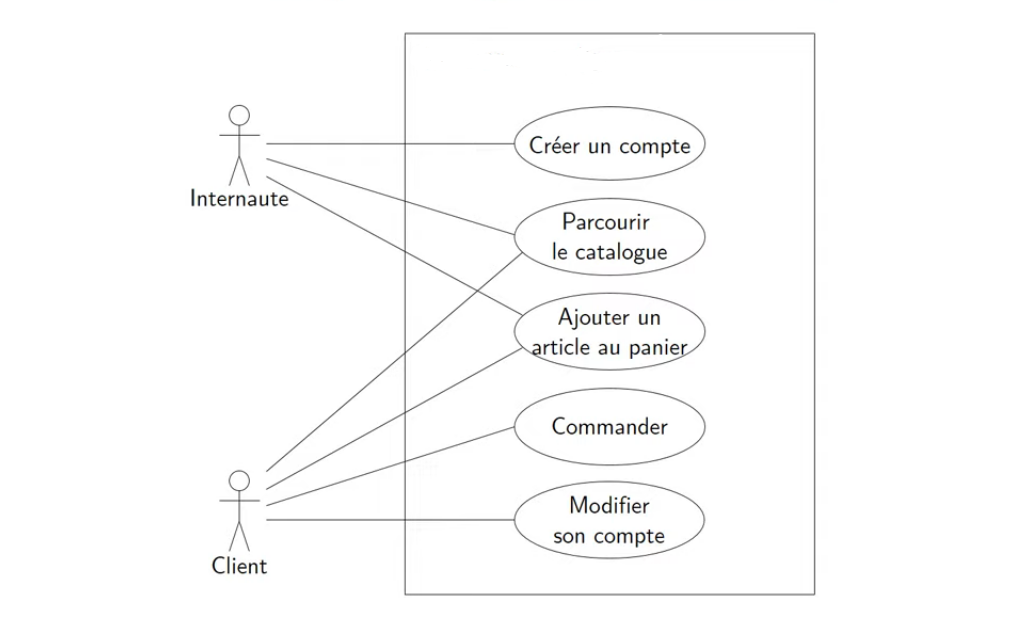 Créer un compte
Internaute
Parcourir
le catalogue
Ajouter un
article au panier
Commander
Modifier
son compte
Client